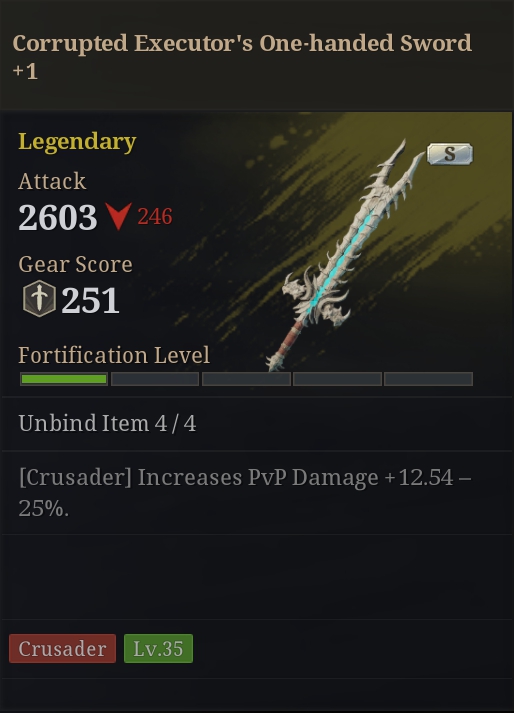 Corrupted Executor's One-handed Sword
+1
Legendary
S
Attack
2603 246
Gear Score
251
Fortification Level
Unbind Item 4 / 4
[Crusader] Increases PvP Damage +12.54 –
25%.
Crusader Lv.35